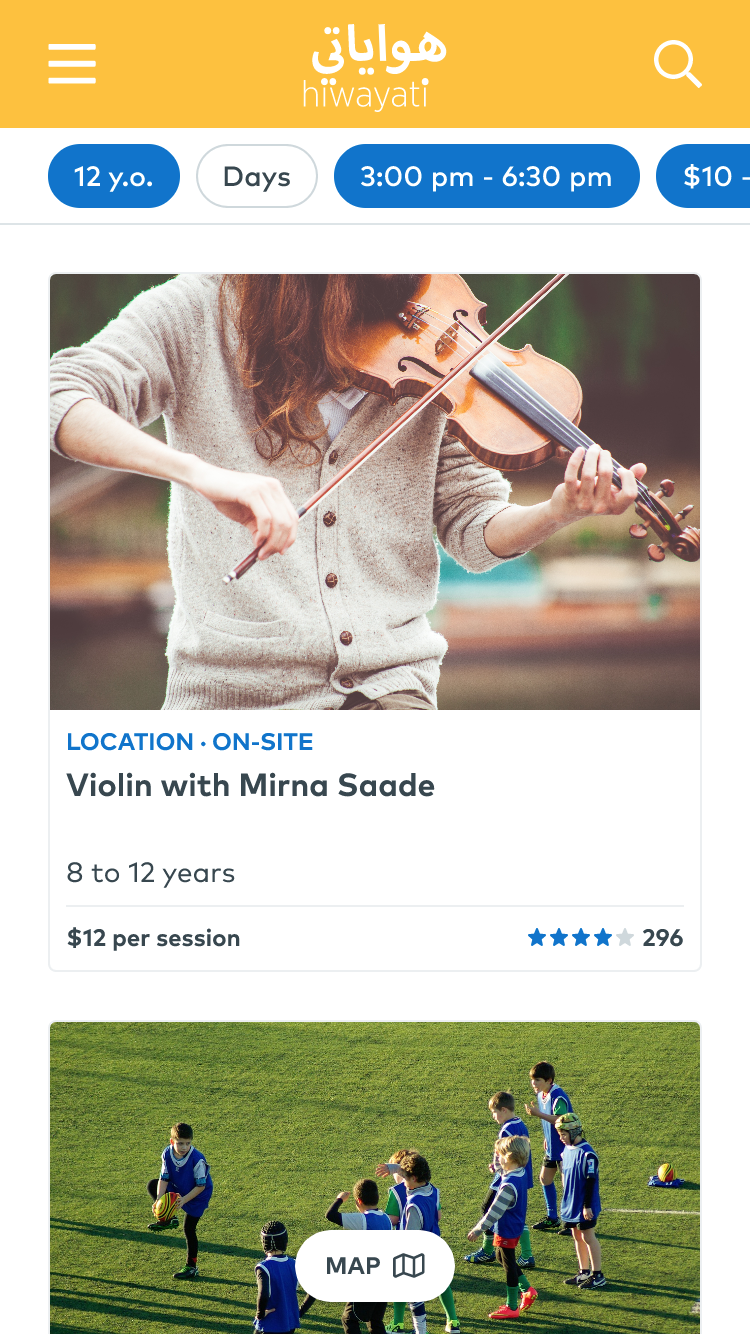 هواياتي
hiwayati
12 y.o.
Days
3:00 pm - 6:30 pm
$10 -
LOCATION · ON-SITE
Violin with Mirna Saade
8 to 12 years
$12 per session
296
MAP